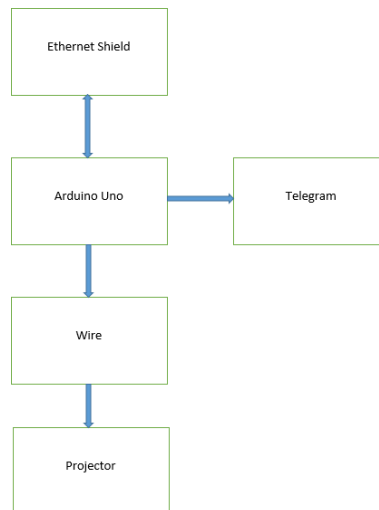 Ethernet Shield
Arduino Uno
Telegram
Wire
Projector